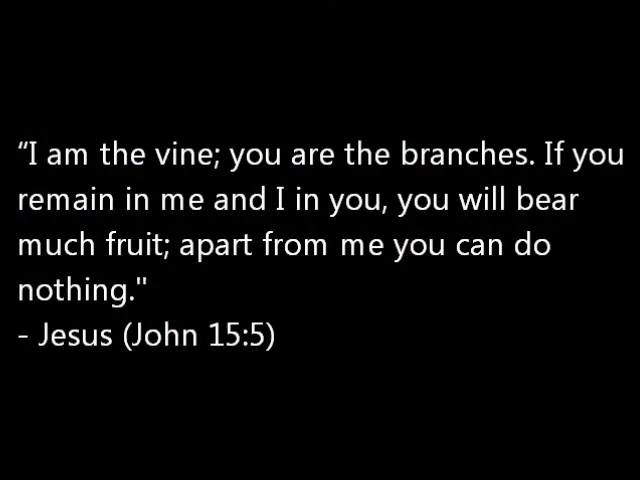 “I am the vine; you are the branches. If you
remain in me and I in you, you will bear
much fruit; apart from me you can do
nothing."
- Jesus (John 15:5)